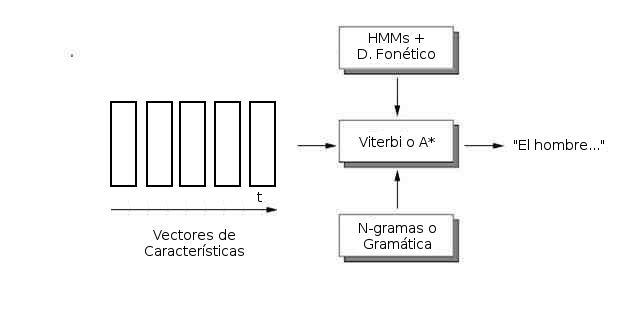 HMMs +
D. Fonético
Viterbi o A*
"El hombre..."
t
Vectores de
Características
N-gramas o
Gramática